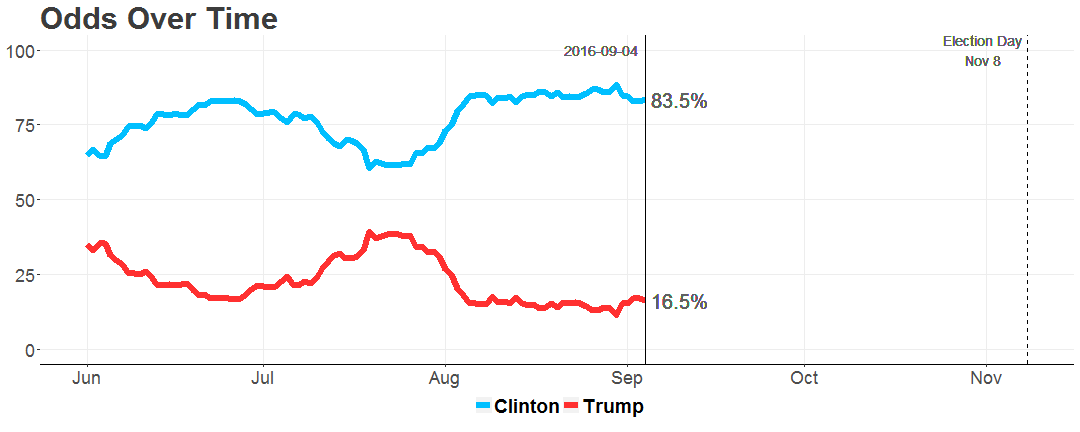 Odds Over Time
100
75
50
25
0
2016-09-04
Election Day
Nov 8
83.5%
16.5%
Jun Jul Aug Sep Oct Nov
Clinton Trump